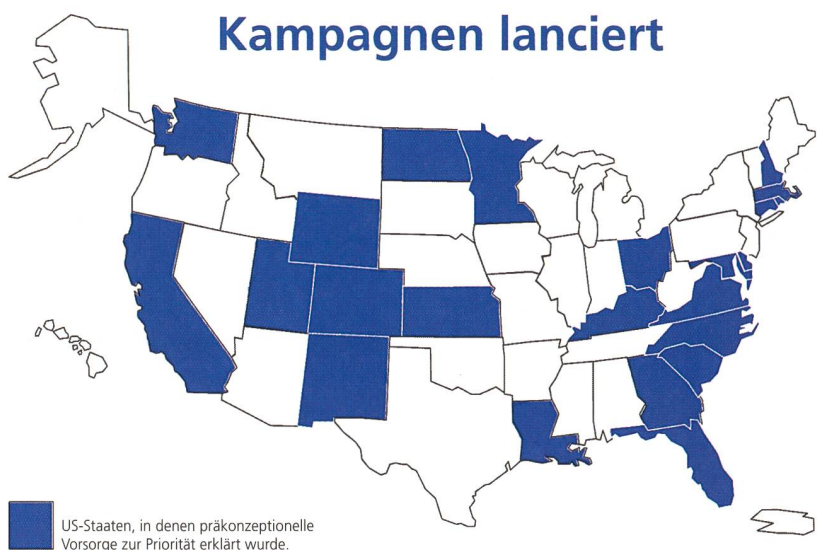 Kampagnen lanciert
US-Staaten, in denen präkonzeptionelle
Vorsorge zur Priorität erklärt wurde.